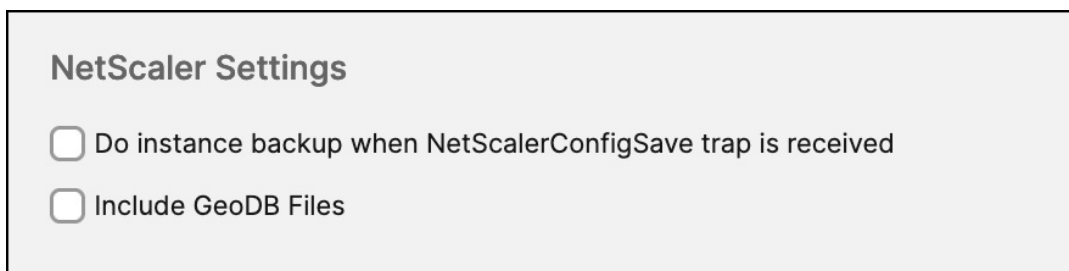 NetScaler Settings
Do instance backup when NetScalerConfigSave trap is received
Include GeoDB Files